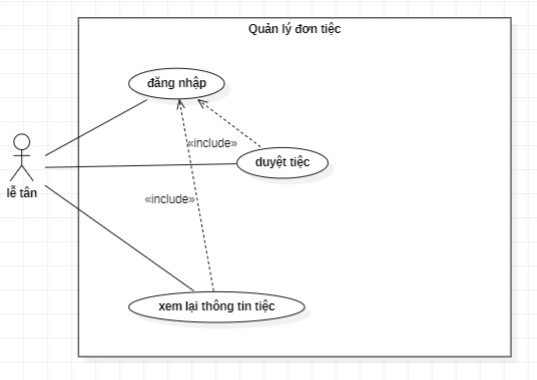 Quản lý đơn tiệc
đăng nhập
«include»
duyệt tiệc
lễ tân
«include»
xem lại thông tin tiệc